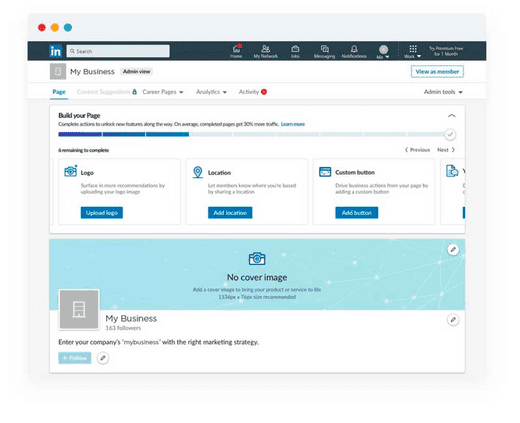 in Search
Home
My Network
Jobs
Messaging
Notifications
Me
Work
Try Premium Free
for 1 Month
My Business Admin view
View as member
Page Content Suggestions Career Pages Analytics Activity
Admin tools
Build your Page
Complete actions to unlock new features along the way. On average, completed pages get 30% more traffic. Learn more
6 remaining to complete
Previous Next
Logo
Surface in more recommendations by
uploading your logo image
Upload logo
Location
Let members know where you're based
by sharing a location
Add location
Custom button
Drive business actions from your page by
adding a custom button
Add button
No cover image
Add a cover image to bring your product or service to life
My Business
163 followers
Enter your company's 'mybusiness' with the right marketing strategy.
+ Follow